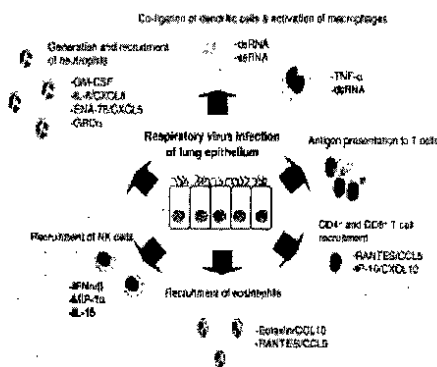 Co-ligation of dendritic cells & activation of macrophages
-dsRNA
-ssRNA
-TNF-α
-dsRNA
Generation and recruitment
of neutrophils
-GM-CSF
-IL-8/CXCL8
-ENA-78/CXCL5
-GROα
Respiratory virus infection
of lung epithelium
Antigen presentation to T cells
CD4+ and CD8+ T cell
recruitment
-RANTES/CCL5
-IP-10/CXCL10
Recruitment of NK cells
-IFNα/β
-MIP-1α
-IL-15
Recruitment of eosinophils
-RANTES/CCL5